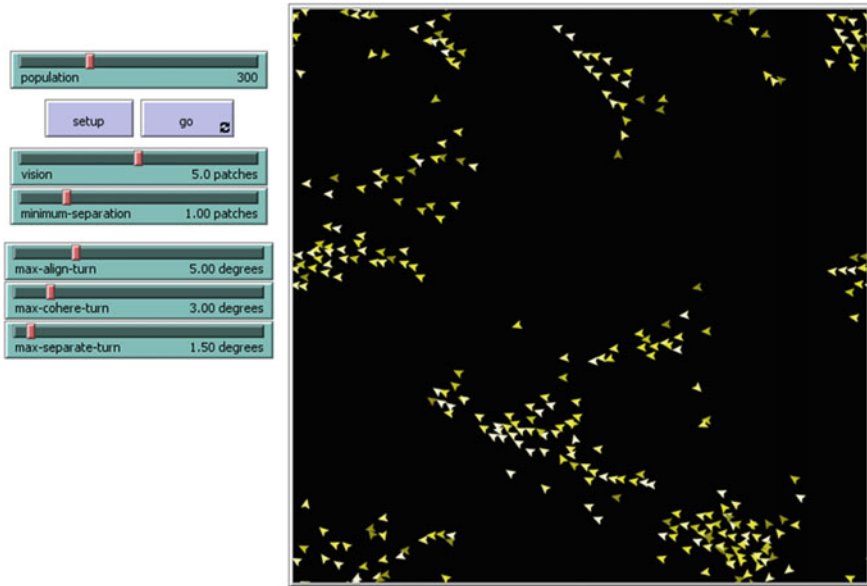 population 300
setup go
vision 5.0 patches
minimum-separation 1.00 patches
max-align-turn 5.00 degrees
max-cohere-turn 3.00 degrees
max-separate-turn 1.50 degrees